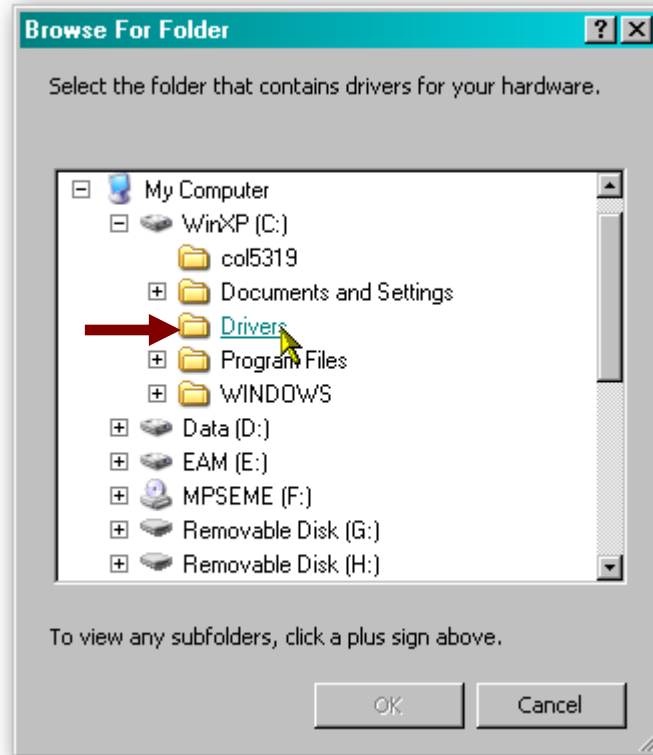 Browse For Folder
Select the folder that contains drivers for your hardware.
My Computer
WinXP (C:)
col5319
Documents and Settings
Drivers
Program Files
WINDOWS
Data (D:)
EAM (E:)
MPSEME (F:)
Removable Disk (G:)
Removable Disk (H:)
To view any subfolders, click a plus sign above.
OK Cancel